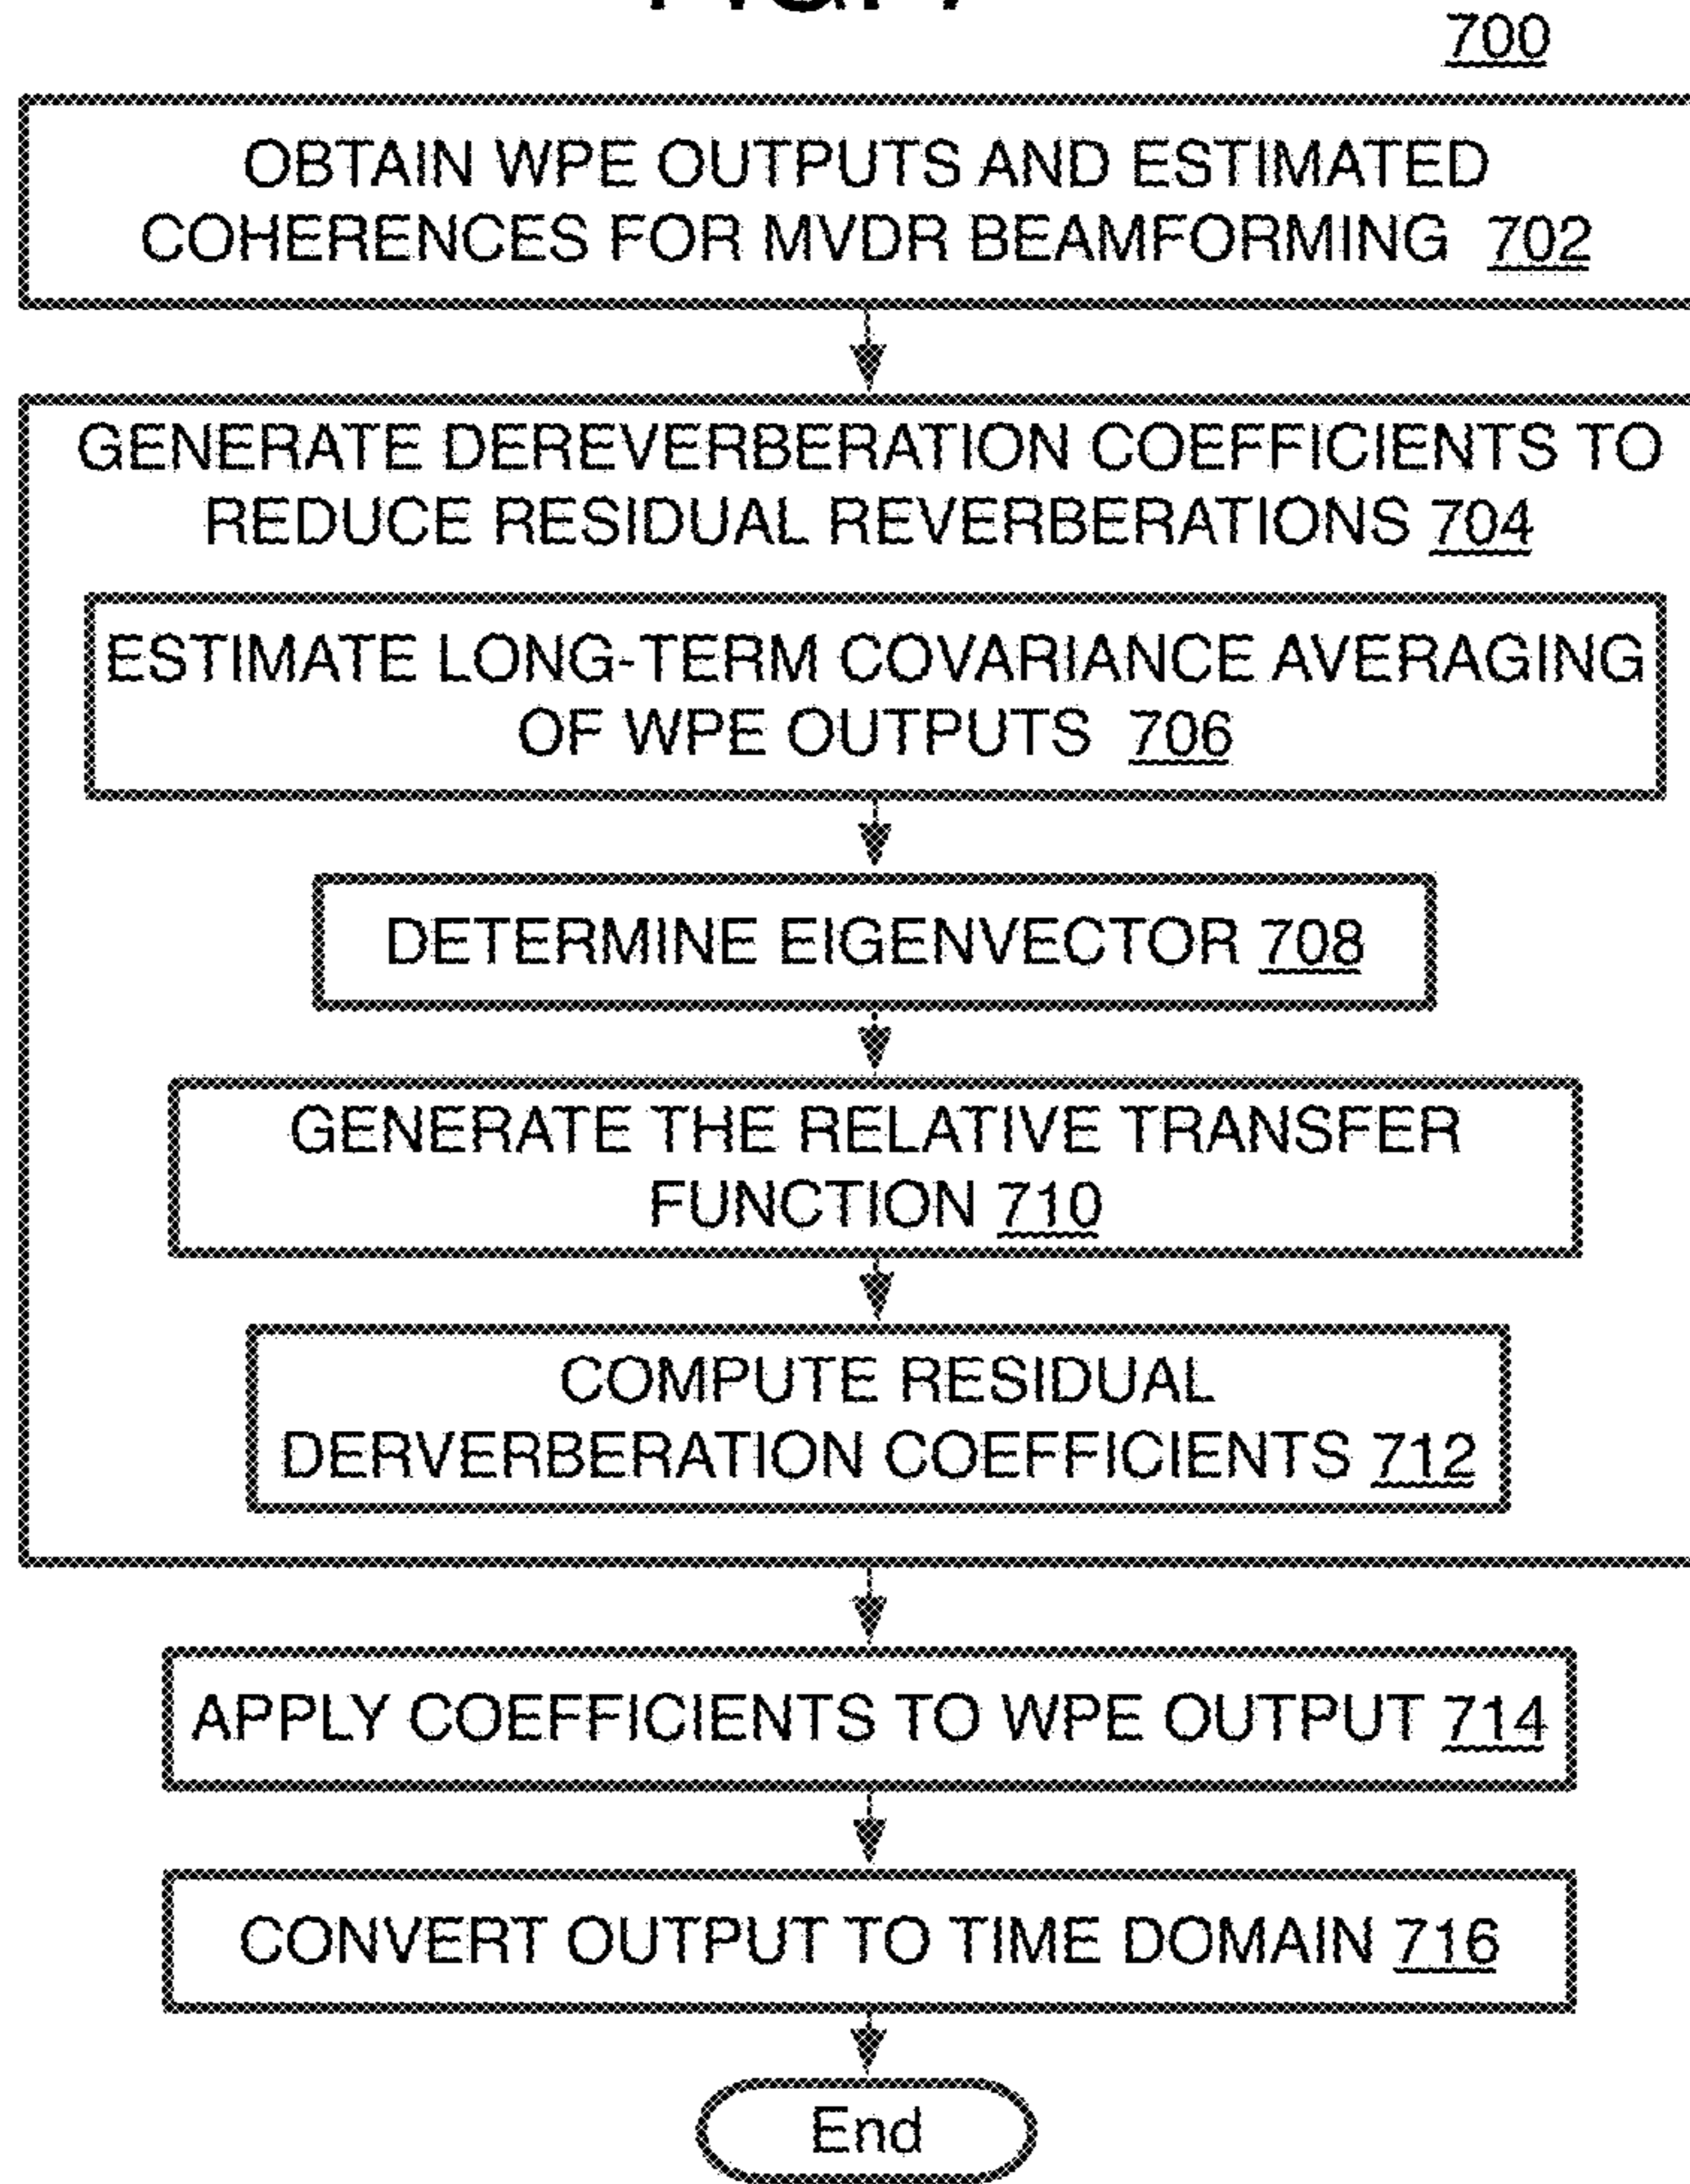 700
OBTAIN WPE OUTPUTS AND ESTIMATED
COHERENCES FOR MVDR BEAMFORMING 702
GENERATE DEREVERBERATION COEFFICIENTS TO
REDUCE RESIDUAL REVERBERATIONS 704
ESTIMATE LONG-TERM COVARIANCE AVERAGING
OF WPE OUTPUTS 706
DETERMINE EIGENVECTOR 708
GENERATE THE RELATIVE TRANSFER
FUNCTION 710
COMPUTE RESIDUAL
DERVERBERATION COEFFICIENTS 712
APPLY COEFFICIENTS TO WPE OUTPUT 714
CONVERT OUTPUT TO TIME DOMAIN 716
End